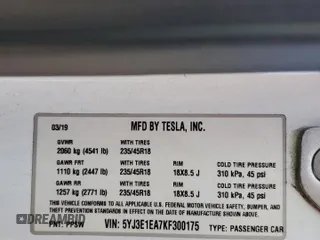 03/19 MFD BY TESLA, INC.
GVWR WITH TIRES
2060 kg (4541 lb) 235/45R18
GAWR FRT WITH TIRES RIM COLD TIRE PRESSURE
1110 kg (2447 lb) 235/45R18 18X8.5 J 310 kPa, 45 psi
GAWR RR WITH TIRES RIM COLD TIRE PRESSURE
1257 kg (2771 lb) 235/45R18 18X8.5 J 310 kPa, 45 psi
THIS VEHICLE CONFORMS TO ALL APPLICABLE U.S. FEDERAL MOTOR VEHICLE SAFETY, BUMPER, AND
THEFT PREVENTION STANDARDS IN EFFECT ON THE DATE OF MANUFACTURE SHOWN ABOVE.
PNT: PPSW VIN: 5YJ3E1EA7KF300175 TYPE: PASSENGER CAR
DREAMBID